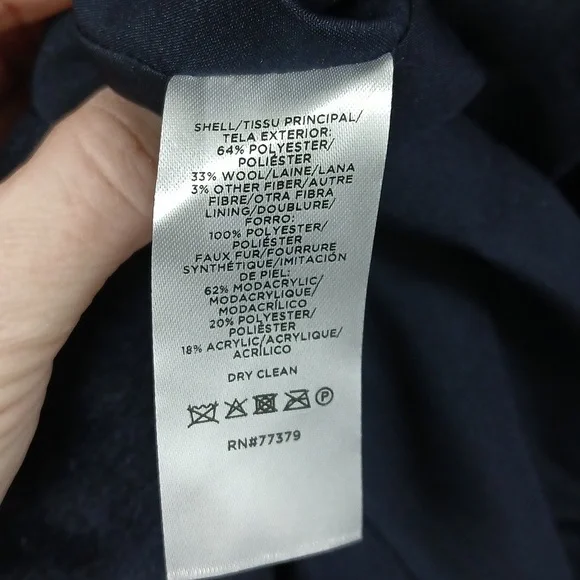 SHELL/TISSU PRINCIPAL/
TELA EXTERIOR:
64% POLYESTER/
POLIÉSTER
33% WOOL/LAINE/LANA
3% OTHER FIBER/AUTRE
FIBRE/OTRA FIBRA
LINING/DOUBLURE/
FORRO:
100% POLYESTER/
POLIÉSTER
FAUX FUR/FOURRURE
SYNTHÉTIQUE/IMITACIÓN
DE PIEL:
62% MODACRYLIC/
MODACRYLIQUE/
MODACRÍLICO
20% POLYESTER/
POLIÉSTER
18% ACRYLIC/ACRYLIQUE/
ACRÍLICO
DRY CLEAN
P
RN#77379